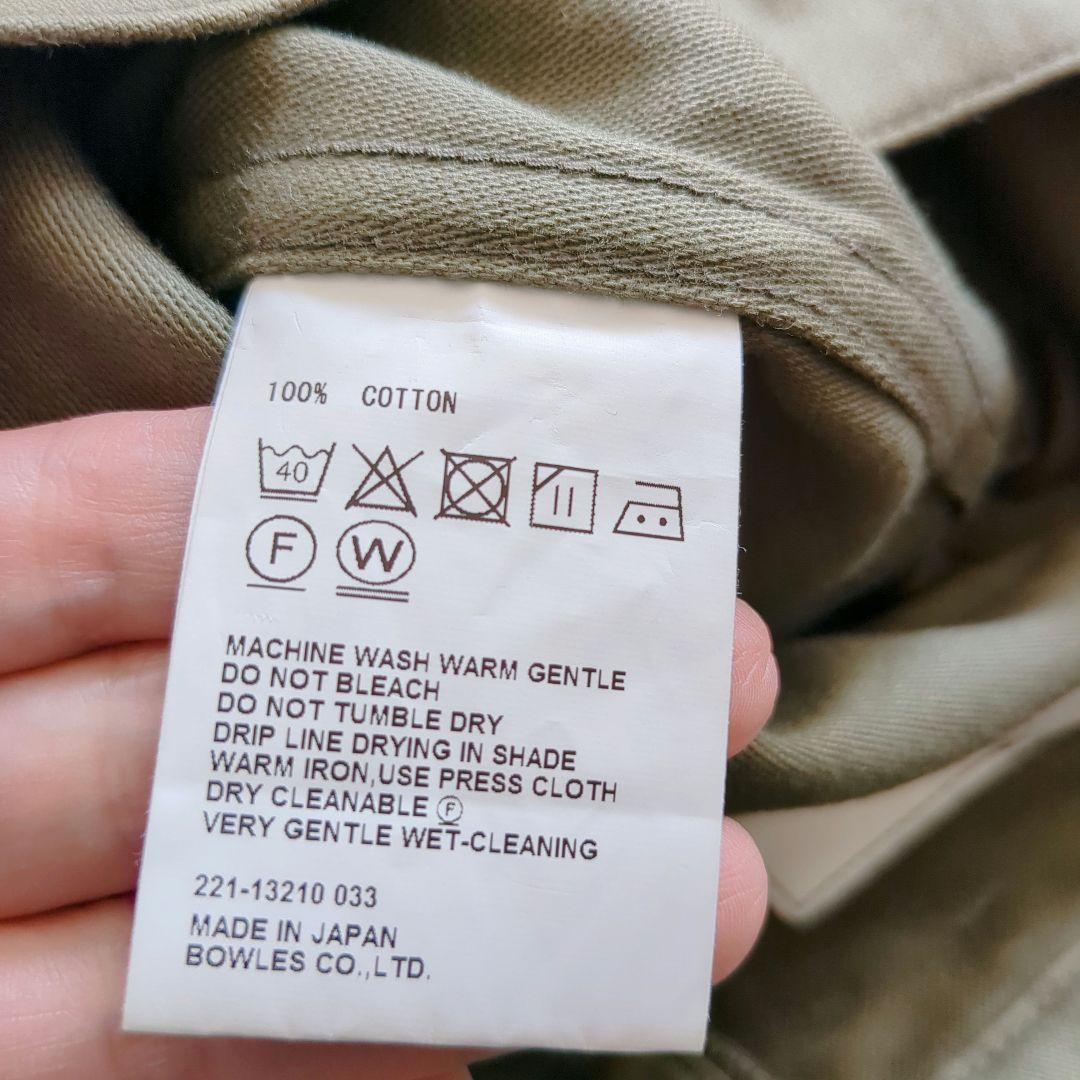 100% COTTON
40
F W
MACHINE WASH WARM GENTLE
DO NOT BLEACH
DO NOT TUMBLE DRY
DRIP LINE DRYING IN SHADE
WARM IRON,USE PRESS CLOTH
DRY CLEANABLE Ⓕ
VERY GENTLE WET-CLEANING
221-13210 033
MADE IN JAPAN
BOWLES CO.,LTD.